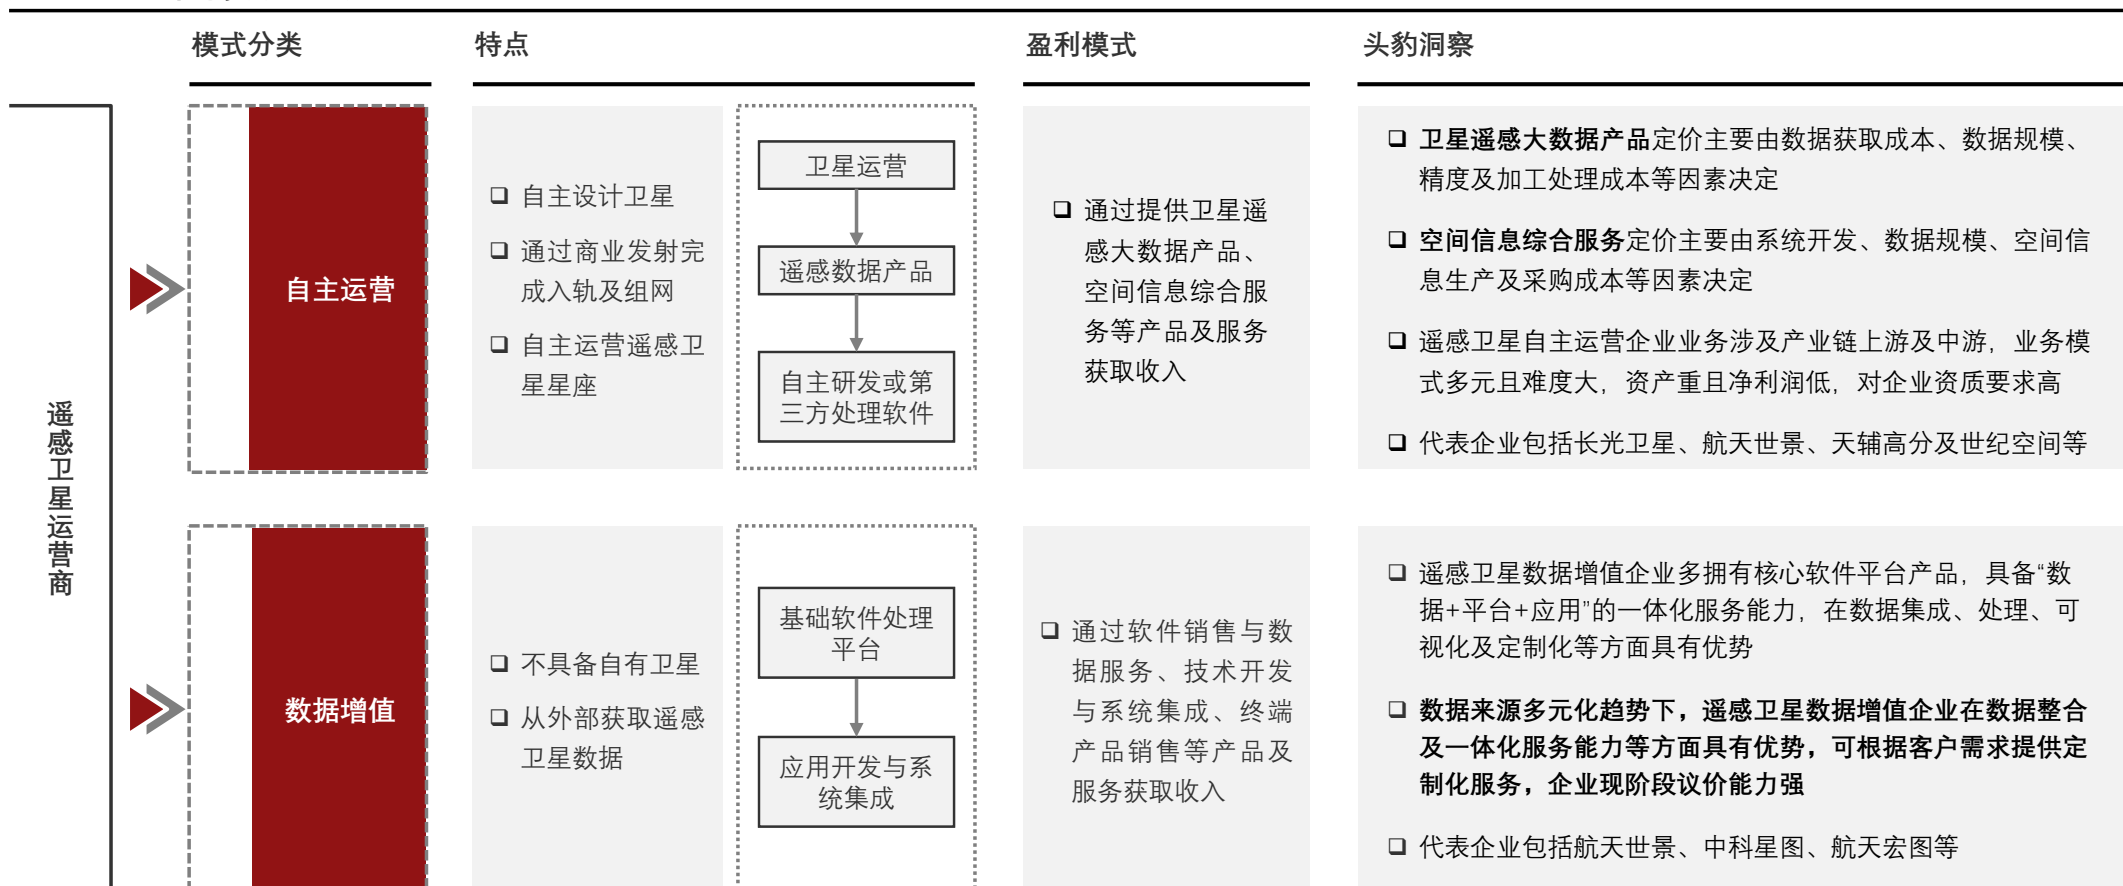 模式分类
特点
盈利模式
头豹洞察
遥感卫星运营商
自主运营
自主设计卫星
通过商业发射完
成入轨及组网
自主运营遥感卫
星星座
卫星运营
遥感数据产品
自主研发或第
三方处理软件
通过提供卫星遥
感大数据产品、
空间信息综合服
务等产品及服务
获取收入
卫星遥感大数据产品定价主要由数据获取成本、数据规模、
精度及加工处理成本等因素决定
空间信息综合服务定价主要由系统开发、数据规模、空间信
息生产及采购成本等因素决定
遥感卫星自主运营企业业务涉及产业链上游及中游，业务模
式多元且难度大，资产重且净利润低，对企业资质要求高
代表企业包括长光卫星、航天世景、天辅高分及世纪空间等
数据增值
不具备自有卫星
从外部获取遥感
卫星数据
基础软件处理
平台
应用开发与系
统集成
通过软件销售与数
据服务、技术开发
与系统集成、终端
产品销售等产品及
服务获取收入
遥感卫星数据增值企业多拥有核心软件平台产品，具备“数
据+平台+应用”的一体化服务能力，在数据集成、处理、可
视化及定制化等方面具有优势
数据来源多元化趋势下，遥感卫星数据增值企业在数据整合
及一体化服务能力等方面具有优势，可根据客户需求提供定
制化服务，企业现阶段议价能力强
代表企业包括航天世景、中科星图、航天宏图等